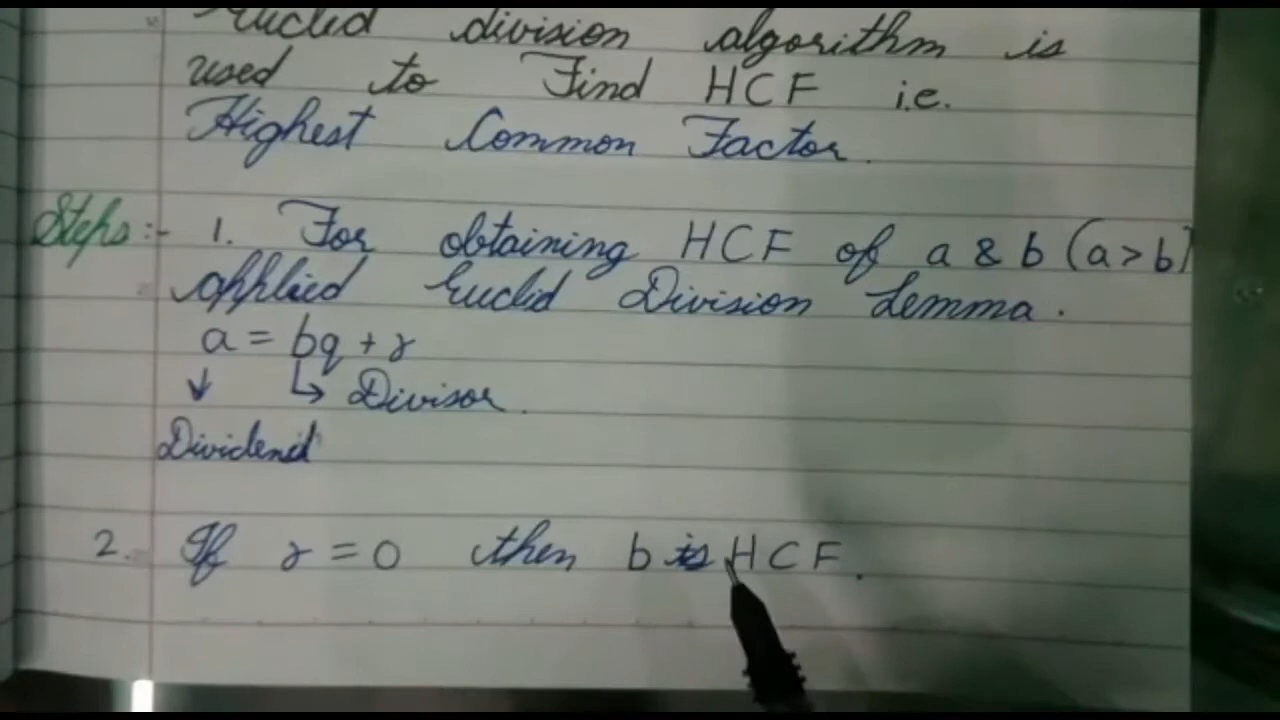 Euclid division algorithm is
used to Find HCF i.e.
Highest Common Factor.
Steps:- 1. For obtaining HCF of a & b (a > b)
applied Euclid Division Lemma.
a = bq + r
↓ ↳ Divisor.
Dividend
2. If r = 0 then b is HCF.